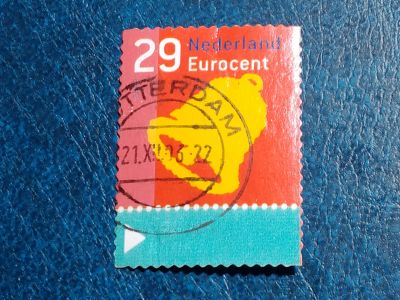 29 Nederland
Eurocent
TTERDAM
21.XII.06-22